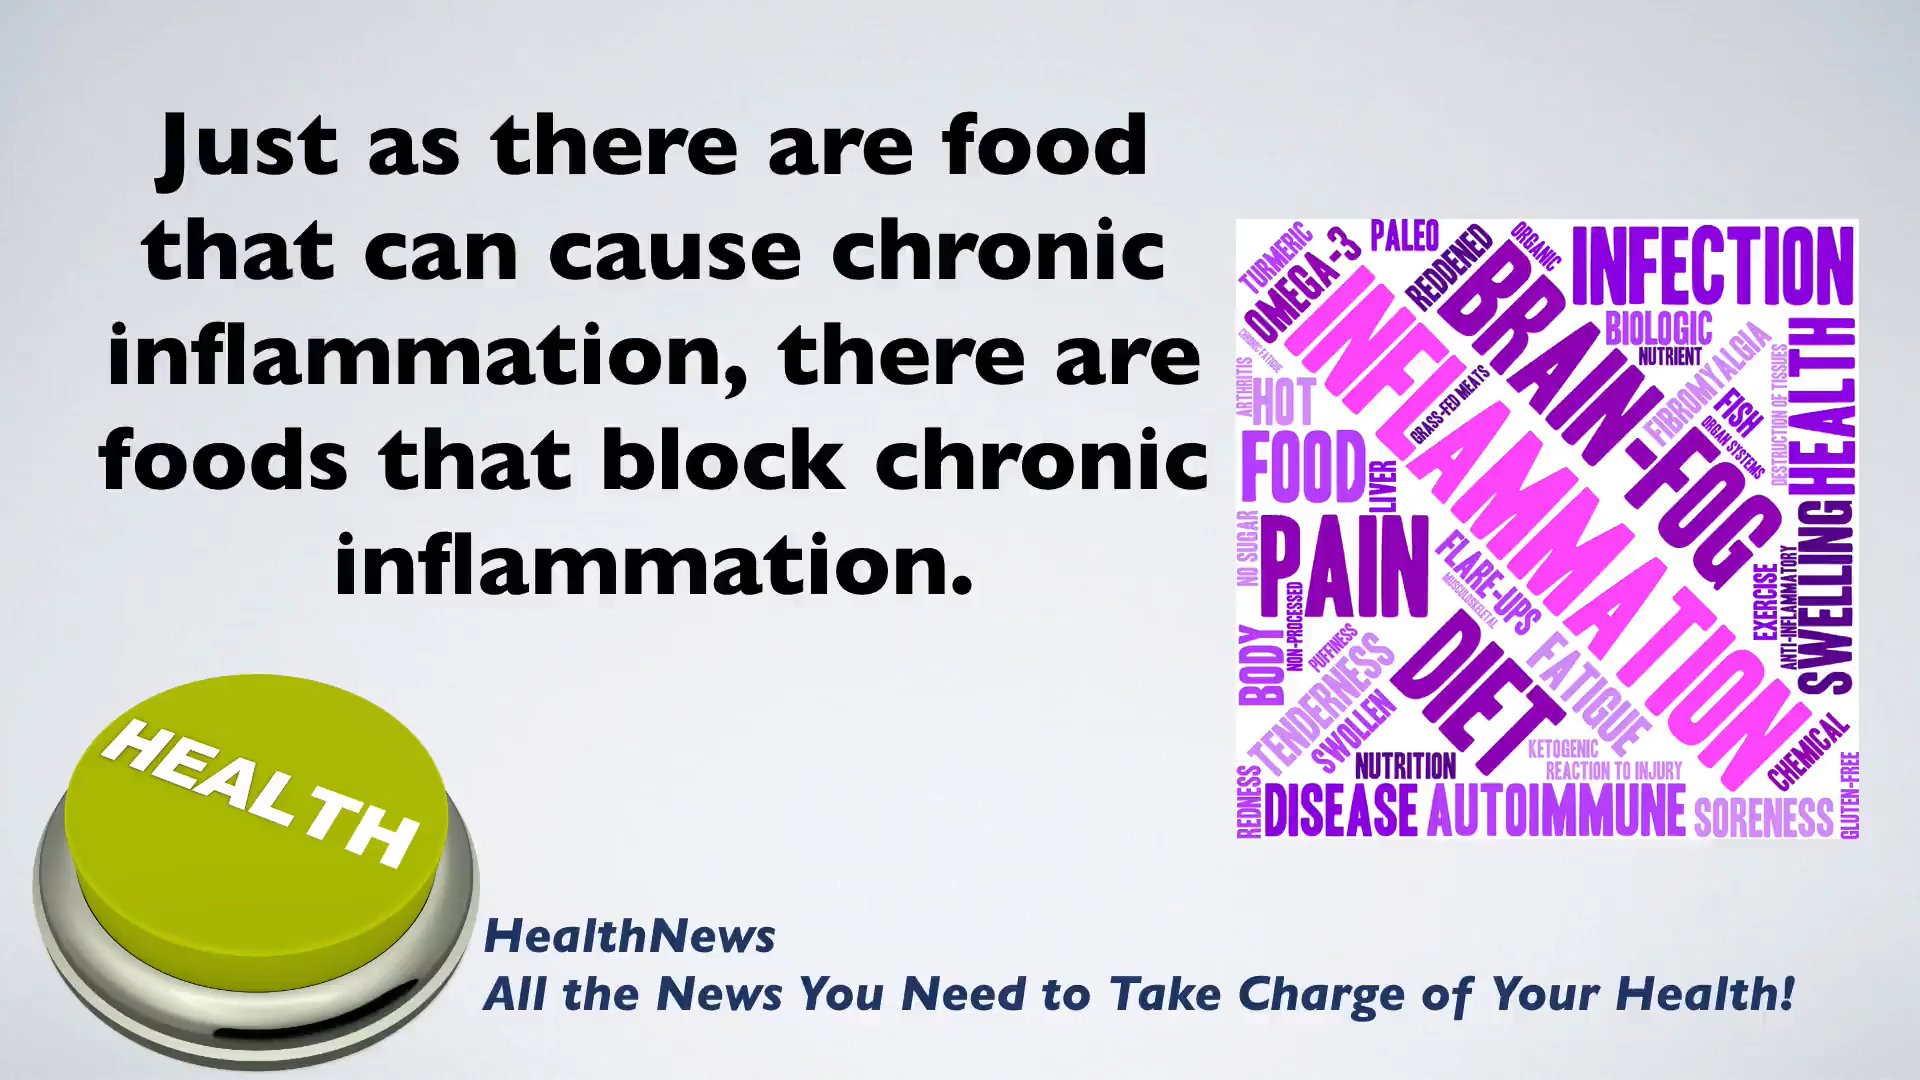 Just as there are food
that can cause chronic
inflammation, there are
foods that block chronic
inflammation.
TURMERIC
OMEGA-3
PALEO
REDDENED
ORGANIC
BRAIN-FOG
INFECTION
BIOLOGIC
NUTRIENT
FIBROMYALGIA
HEALTH
CHRONIC FATIGUE
ARTHRITIS
HOT
INFLAMMATION
GRASS-FED MEATS
FISH
ORGAN SYSTEMS
DESTRUCTION OF TISSUES
FOOD
LIVER
NO SUGAR
PAIN
FLARE-UPS
MUSCULOSKELETAL
SWELLING
EXERCISE
ANTI-INFLAMMATORY
NON-PROCESSED
BODY
PUFFINESS
TENDERNESS
SWOLLEN
DIET
FATIGUE
KETOGENIC
REACTION TO INJURY
NUTRITION
CHEMICAL
GLUTEN-FREE
REDNESS
DISEASE
AUTOIMMUNE
SORENESS
HEALTH
HealthNews
All the News You Need to Take Charge of Your Health!